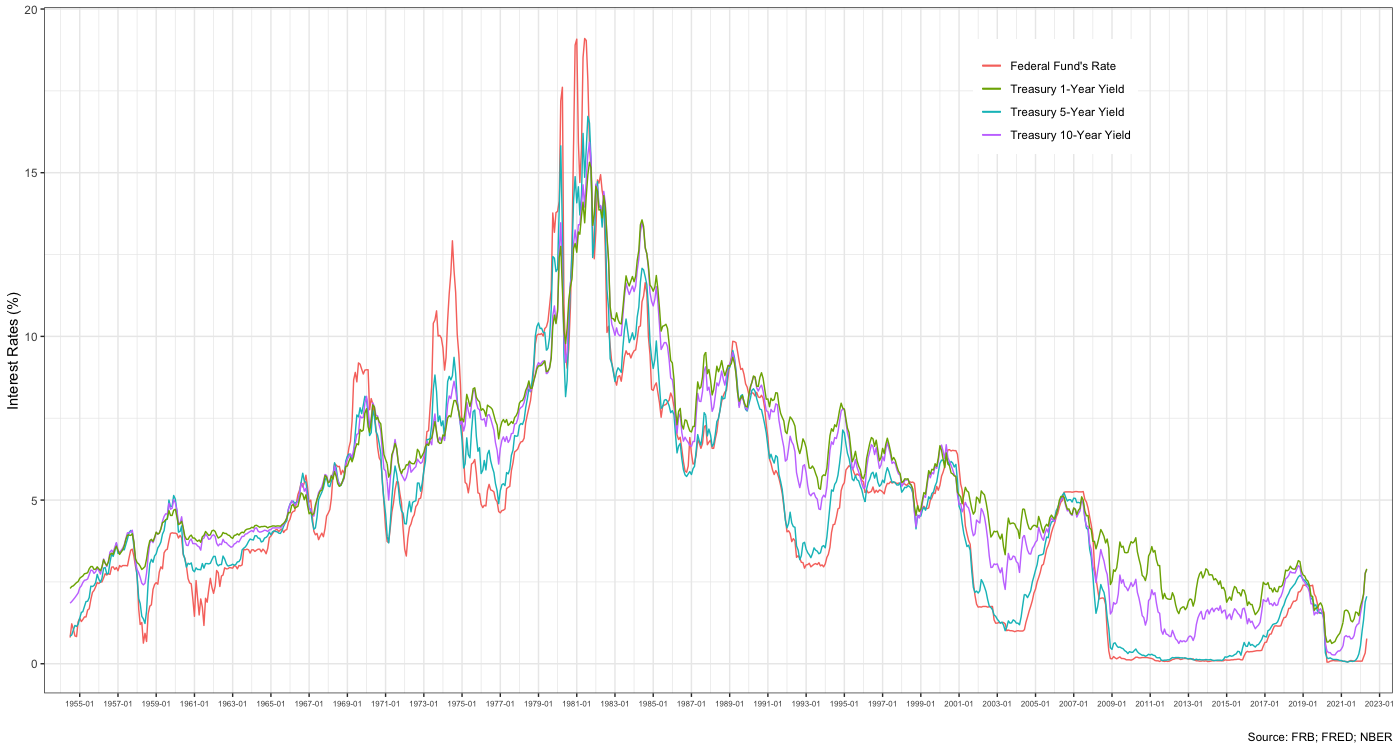 20
15
10
5
0
Interest Rates (%)
Federal Fund's Rate
Treasury 1-Year Yield
Treasury 5-Year Yield
Treasury 10-Year Yield
1955-01 1957-01 1959-01 1961-01 1963-01 1965-01 1967-01 1969-01 1971-01 1973-01 1975-01 1977-01 1979-01 1981-01 1983-01 1985-01 1987-01 1989-01 1991-01 1993-01 1995-01 1997-01 1999-01 2001-01 2003-01 2005-01 2007-01 2009-01 2011-01 2013-01 2015-01 2017-01 2019-01 2021-01 2023-01
Source: FRB; FRED; NBER